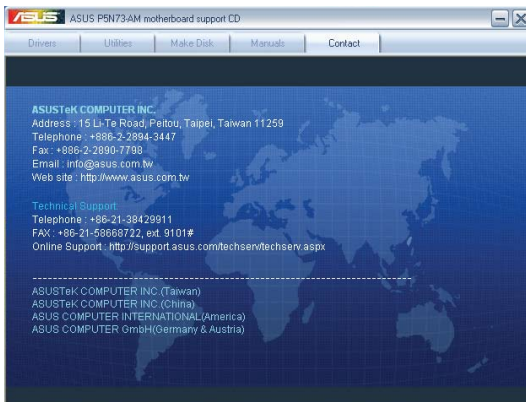 ASUS
ASUS P5N73-AM motherboard support CD
Drivers Utilities Make Disk Manuals Contact
ASUSTeK COMPUTER INC.
Address : 15 Li-Te Road, Peitou, Taipei, Taiwan 11259
Telephone : +886-2-2894-3447
Fax : +886-2-2890-7798
Email : info@asus.com.tw
Web site : http://www.asus.com.tw
Technical Support
Telephone : +86-21-38429911
FAX : +86-21-58668722, ext. 9101#
Online Support : http://support.asus.com/techserv/techserv.aspx
ASUSTeK COMPUTER INC.(Taiwan)
ASUSTeK COMPUTER INC.(China)
ASUS COMPUTER INTERNATIONAL(America)
ASUS COMPUTER GmbH(Germany & Austria)